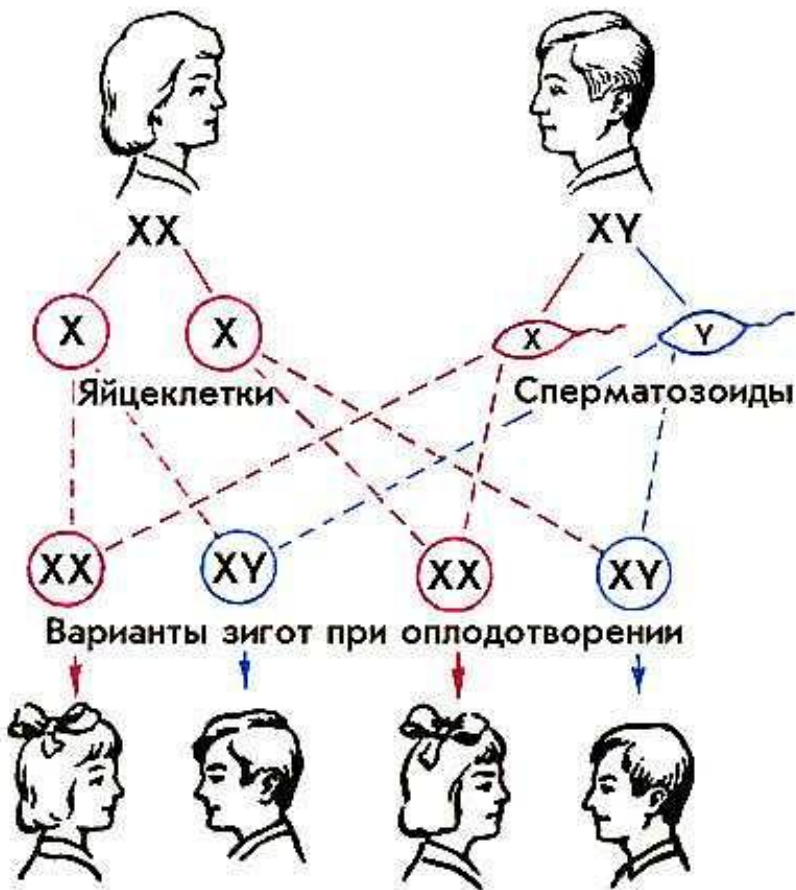 XX XY
X X X Y
Яйцеклетки Сперматозоиды
XX XY XX XY
Варианты зигот при оплодотворении